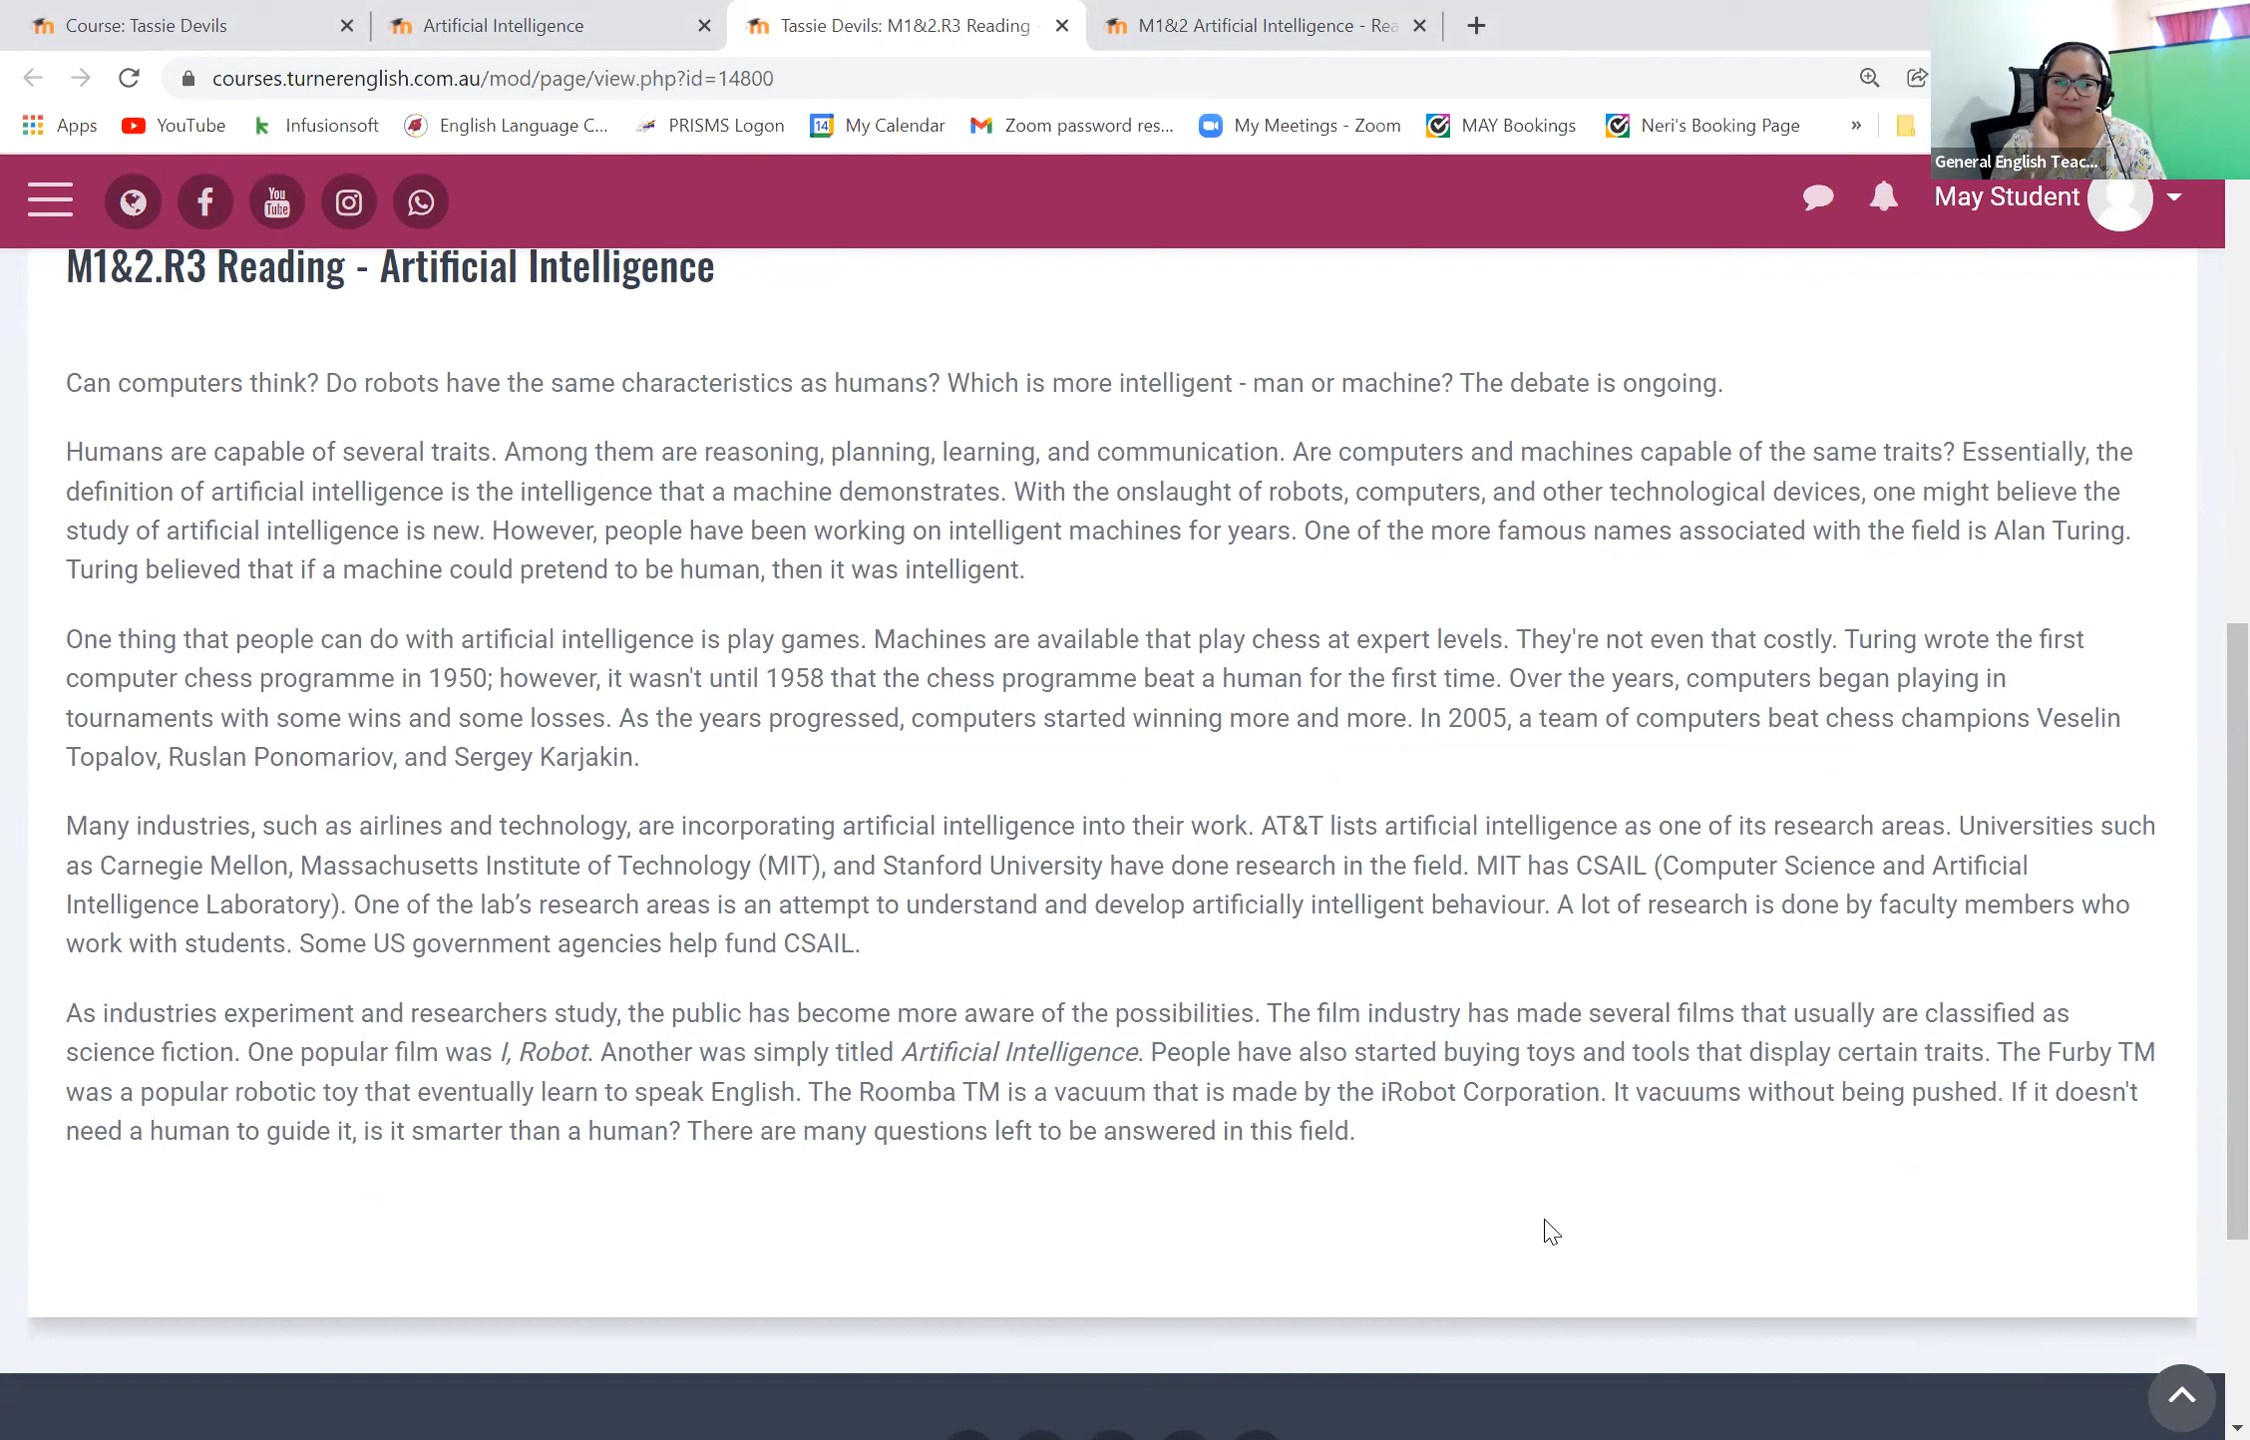 Course: Tassie Devils
Artificial Intelligence
Tassie Devils: M1&2.R3 Reading -
M1&2 Artificial Intelligence - Rea
courses.turnerenglish.com.au/mod/page/view.php?id=14800
Apps YouTube Infusionsoft English Language C... PRISMS Logon 14 My Calendar Zoom password res... My Meetings - Zoom MAY Bookings Neri's Booking Page »
General English Teac...
You Tube
May Student
M1&2.R3 Reading - Artificial Intelligence
Can computers think? Do robots have the same characteristics as humans? Which is more intelligent - man or machine? The debate is ongoing.
Humans are capable of several traits. Among them are reasoning, planning, learning, and communication. Are computers and machines capable of the same traits? Essentially, the
definition of artificial intelligence is the intelligence that a machine demonstrates. With the onslaught of robots, computers, and other technological devices, one might believe the
study of artificial intelligence is new. However, people have been working on intelligent machines for years. One of the more famous names associated with the field is Alan Turing.
Turing believed that if a machine could pretend to be human, then it was intelligent.
One thing that people can do with artificial intelligence is play games. Machines are available that play chess at expert levels. They're not even that costly. Turing wrote the first
computer chess programme in 1950; however, it wasn't until 1958 that the chess programme beat a human for the first time. Over the years, computers began playing in
tournaments with some wins and some losses. As the years progressed, computers started winning more and more. In 2005, a team of computers beat chess champions Veselin
Topalov, Ruslan Ponomariov, and Sergey Karjakin.
Many industries, such as airlines and technology, are incorporating artificial intelligence into their work. AT&T lists artificial intelligence as one of its research areas. Universities such
as Carnegie Mellon, Massachusetts Institute of Technology (MIT), and Stanford University have done research in the field. MIT has CSAIL (Computer Science and Artificial
Intelligence Laboratory). One of the lab's research areas is an attempt to understand and develop artificially intelligent behaviour. A lot of research is done by faculty members who
work with students. Some US government agencies help fund CSAIL.
As industries experiment and researchers study, the public has become more aware of the possibilities. The film industry has made several films that usually are classified as
science fiction. One popular film was I, Robot. Another was simply titled Artificial Intelligence. People have also started buying toys and tools that display certain traits. The Furby TM
was a popular robotic toy that eventually learn to speak English. The Roomba TM is a vacuum that is made by the iRobot Corporation. It vacuums without being pushed. If it doesn't
need a human to guide it, is it smarter than a human? There are many questions left to be answered in this field.